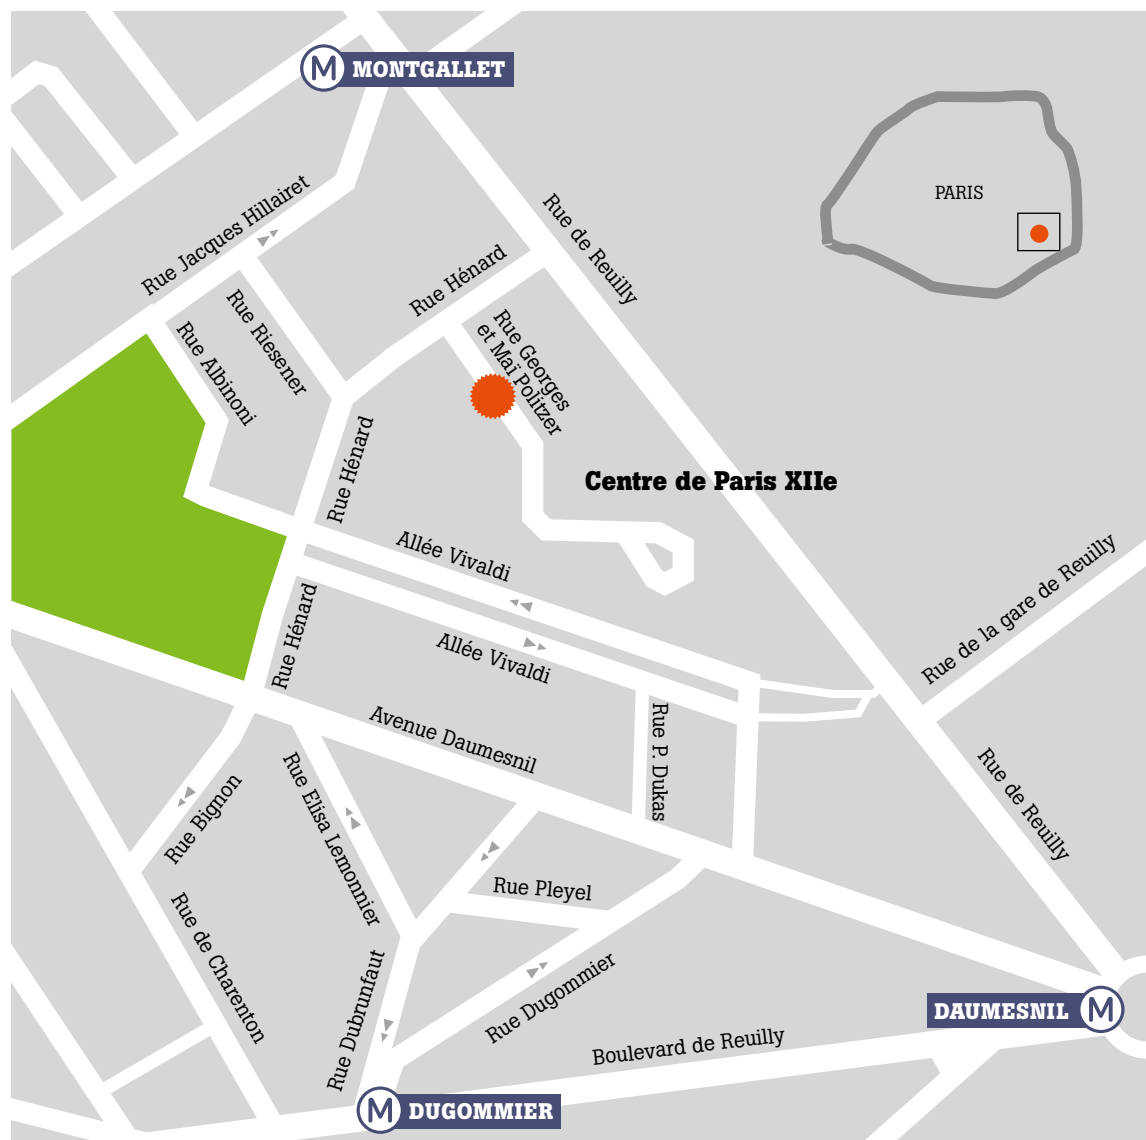 M MONTGALLET
PARIS
Rue Jacques Hillairet
Rue de Reuilly
Rue Hénard
Rue Riesener
Rue Albinoni
Rue Georges
et Maï Politzer
Rue Hénard
Centre de Paris XIIe
Allée Vivaldi
Rue de la gare de Reuilly
Rue Hénard
Allée Vivaldi
Avenue Daumesnil
Rue P. Dukas
Rue de Reuilly
Rue Bignon
Rue Elisa Lemonnier
Rue Pleyel
Rue de Charenton
Rue Dubrunfaut
Rue Dugommier
DAUMESNIL M
Boulevard de Reuilly
M DUGOMMIER